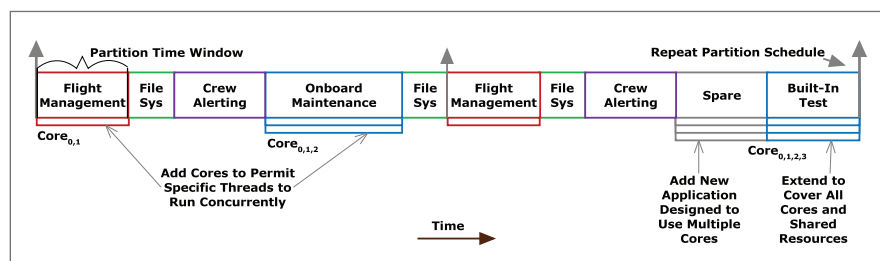 Partition Time Window
Repeat Partition Schedule
Flight
Management
File
Sys
Crew
Alerting
Onboard
Maintenance
File
Sys
Flight
Management
File
Sys
Crew
Alerting
Spare
Built-In
Test
Core0,1
Core0,1,2
Core0,1,2,3
Add Cores to Permit
Specific Threads to
Run Concurrently
Add New
Application
Designed to
Use Multiple
Cores
Extend to
Cover All
Cores and
Shared
Resources
Time